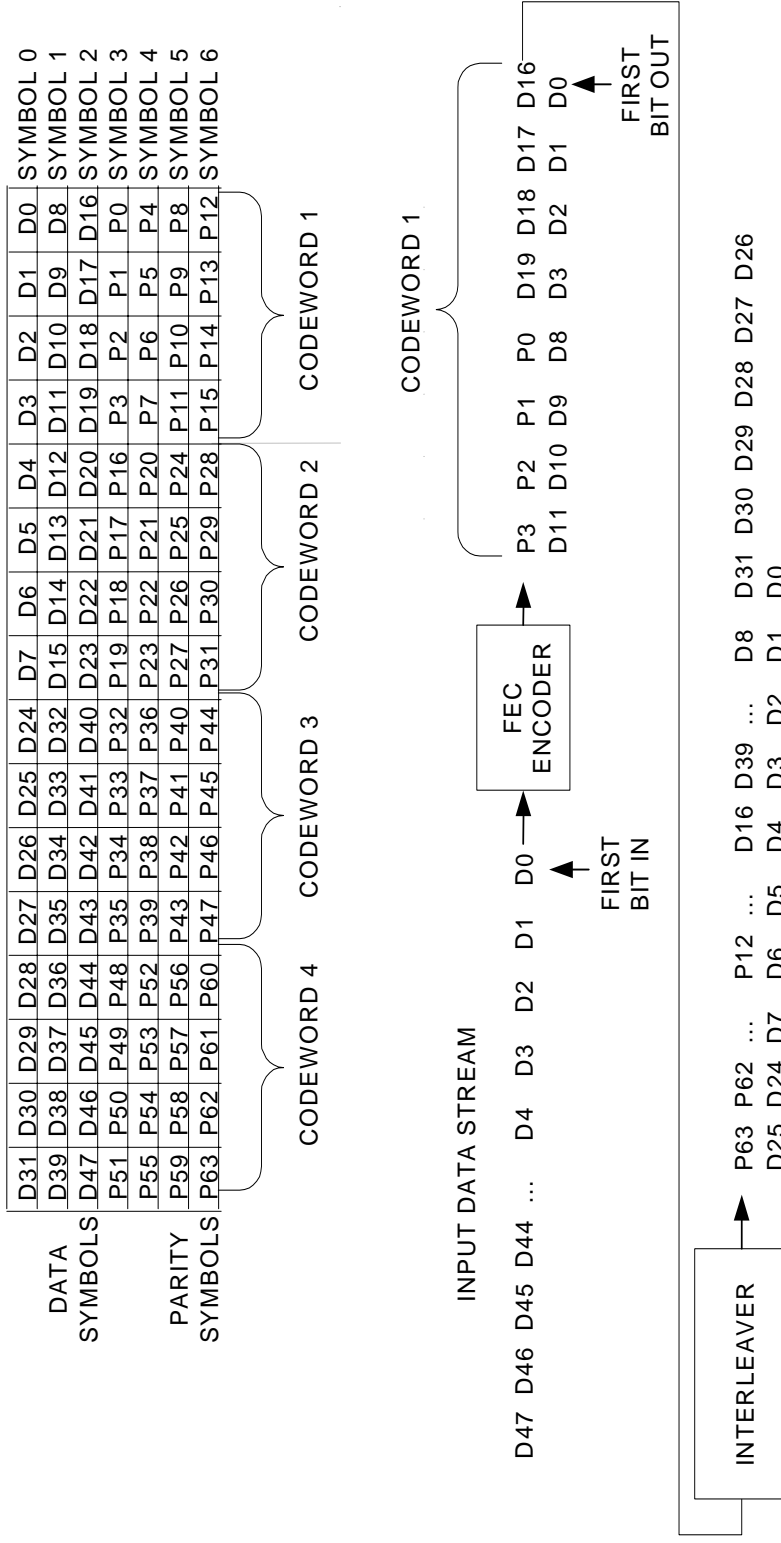 D31 D30 D29 D28 D27 D26 D25 D24 D7 D6 D5 D4 D3 D2 D1 D0 SYMBOL 0
DATA D39 D38 D37 D36 D35 D34 D33 D32 D15 D14 D13 D12 D11 D10 D9 D8 SYMBOL 1
SYMBOLS D47 D46 D45 D44 D43 D42 D41 D40 D23 D22 D21 D20 D19 D18 D17 D16 SYMBOL 2
P51 P50 P49 P48 P35 P34 P33 P32 P19 P18 P17 P16 P3 P2 P1 P0 SYMBOL 3
P55 P54 P53 P52 P39 P38 P37 P36 P23 P22 P21 P20 P7 P6 P5 P4 SYMBOL 4
PARITY P59 P58 P57 P56 P43 P42 P41 P40 P27 P26 P25 P24 P11 P10 P9 P8 SYMBOL 5
SYMBOLS P63 P62 P61 P60 P47 P46 P45 P44 P31 P30 P29 P28 P15 P14 P13 P12 SYMBOL 6
CODEWORD 4 CODEWORD 3 CODEWORD 2 CODEWORD 1
CODEWORD 1
INPUT DATA STREAM
D47 D46 D45 D44 ... D4 D3 D2 D1 D0
FIRST
BIT IN
FEC
ENCODER
P3 P2 P1 P0 D19 D18 D17 D16
D11 D10 D9 D8 D3 D2 D1 D0
FIRST
BIT OUT
INTERLEAVER
P63 P62 ... P12 ... D16 D39 ... D8 D31 D30 D29 D28 D27 D26
D25 D24 D7 D6 D5 D4 D3 D2 D1 D0